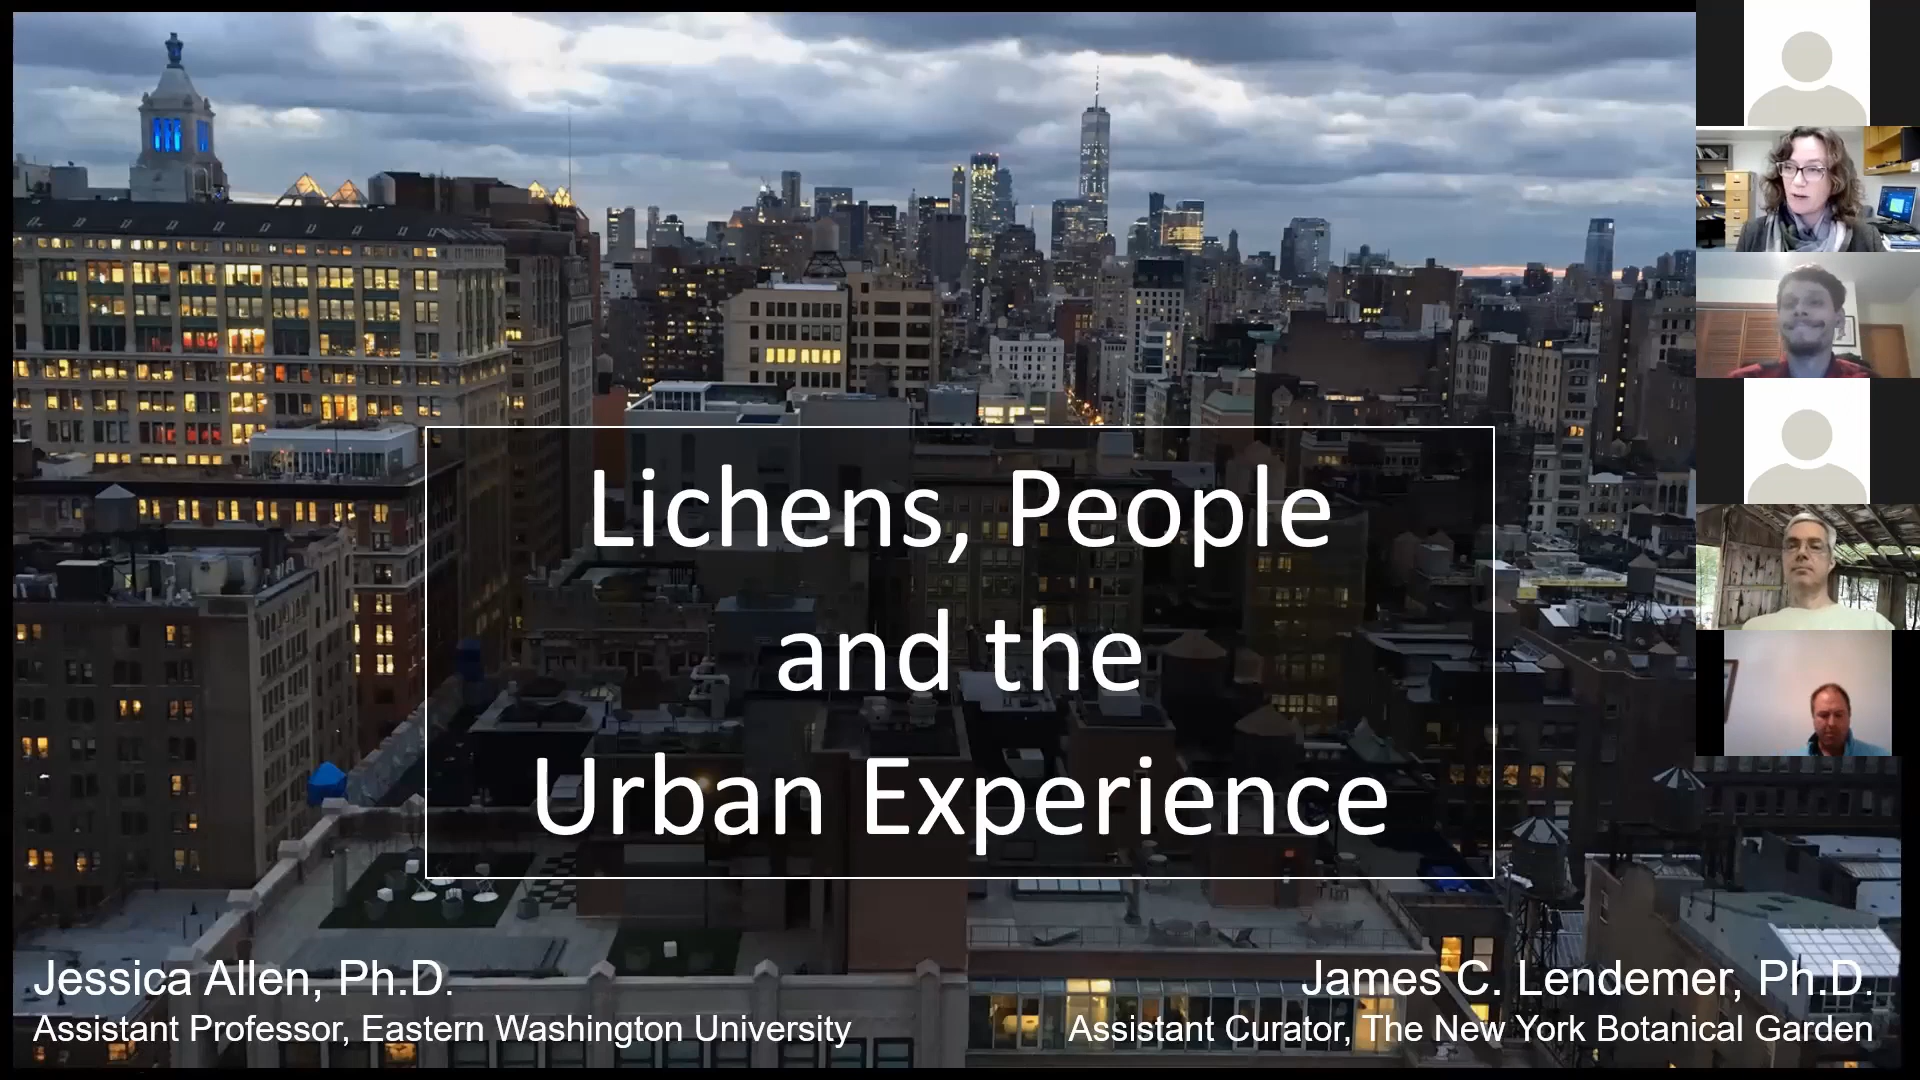 Lichens, People
and the
Urban Experience
Jessica Allen, Ph.D.
Assistant Professor, Eastern Washington University
James C. Lendemer, Ph.D.
Assistant Curator, The New York Botanical Garden